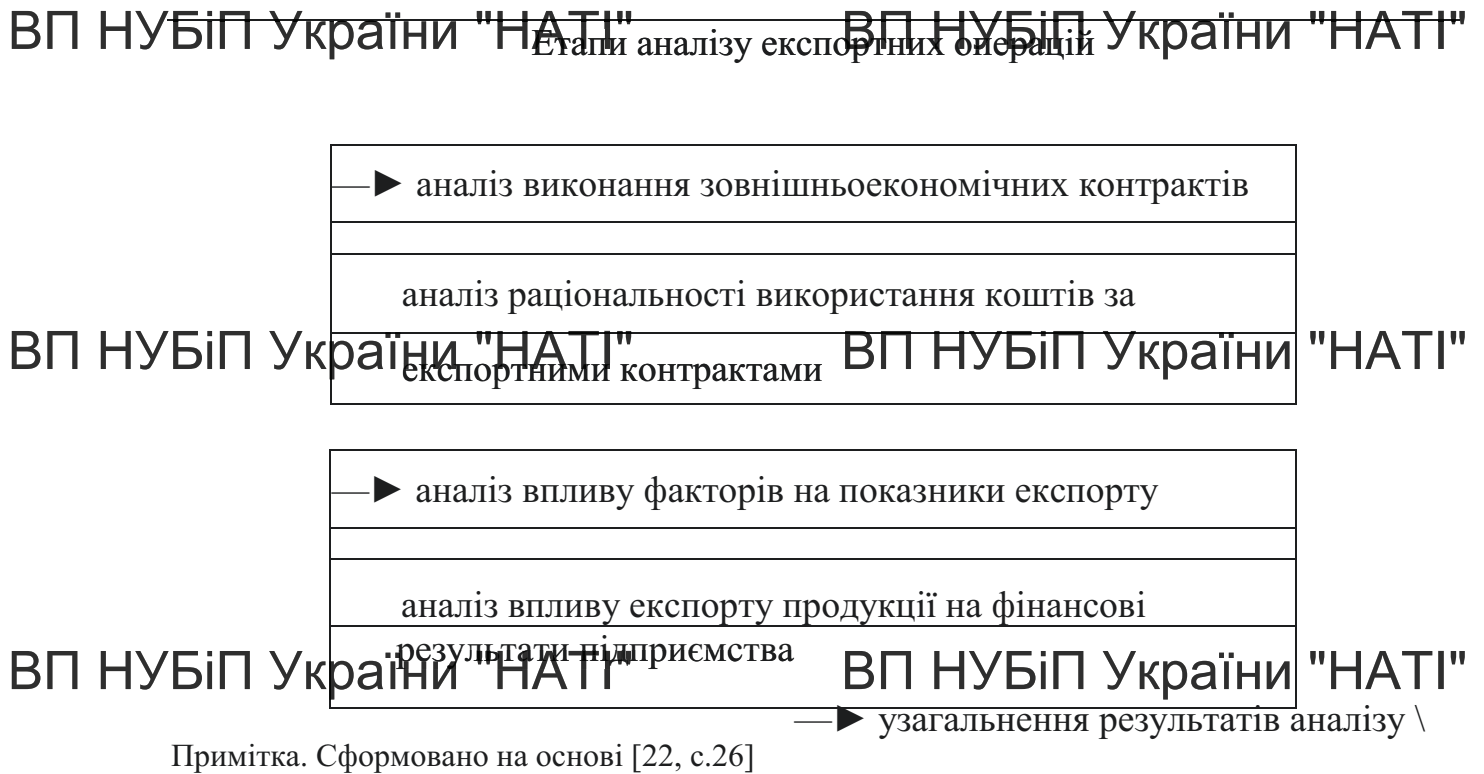 ВП НУБіП України "НАТІ" ВП НУБіП України "НАТІ"
Етапи аналізу експортних операцій
—► аналіз виконання зовнішньоекономічних контрактів
аналіз раціональності використання коштів за
ВП НУБіП України "НАТІ" ВП НУБіП України "НАТІ"
експортними контрактами
—► аналіз впливу факторів на показники експорту
аналіз впливу експорту продукції на фінансові
результати підприємства
ВП НУБіП України "НАТІ" ВП НУБіП України "НАТІ"
—► узагальнення результатів аналізу \
Примітка. Сформовано на основі [22, с.26]